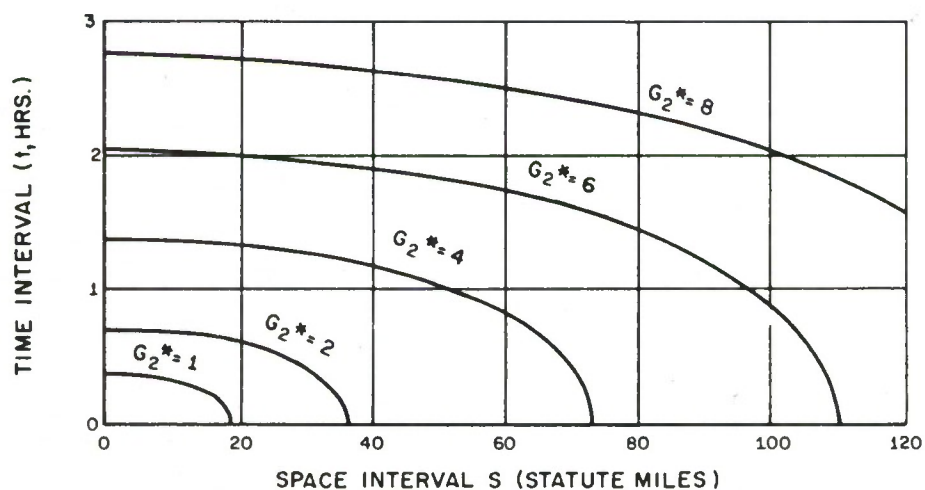 3
2
1
0
TIME INTERVAL (t, HRS.)
G2*= 8
G2*= 6
G2*= 4
G2*= 2
G2*= 1
0 20 40 60 80 100 120
SPACE INTERVAL S (STATUTE MILES)